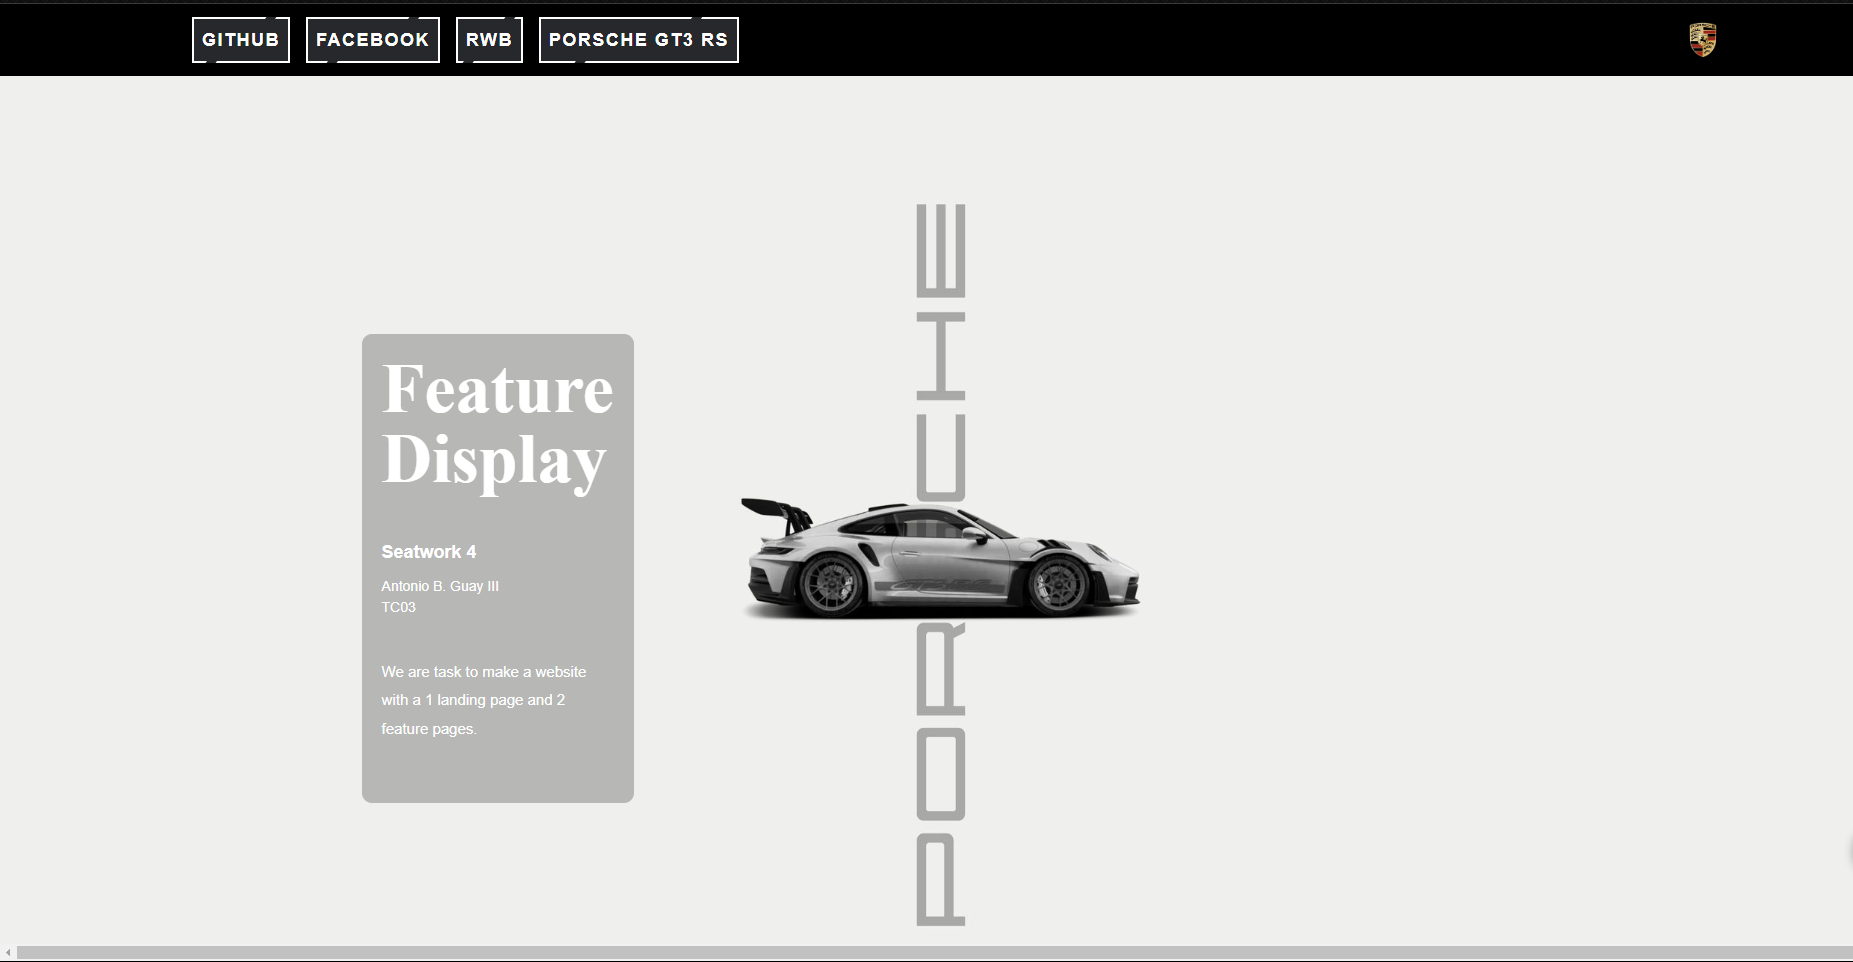 GITHUB
FACEBOOK
RWB
PORSCHE GT3 RS
Feature
Display
Seatwork 4
Antonio B. Guay III
TC03
We are task to make a website
with a 1 landing page and 2
feature pages.
PORSCHE